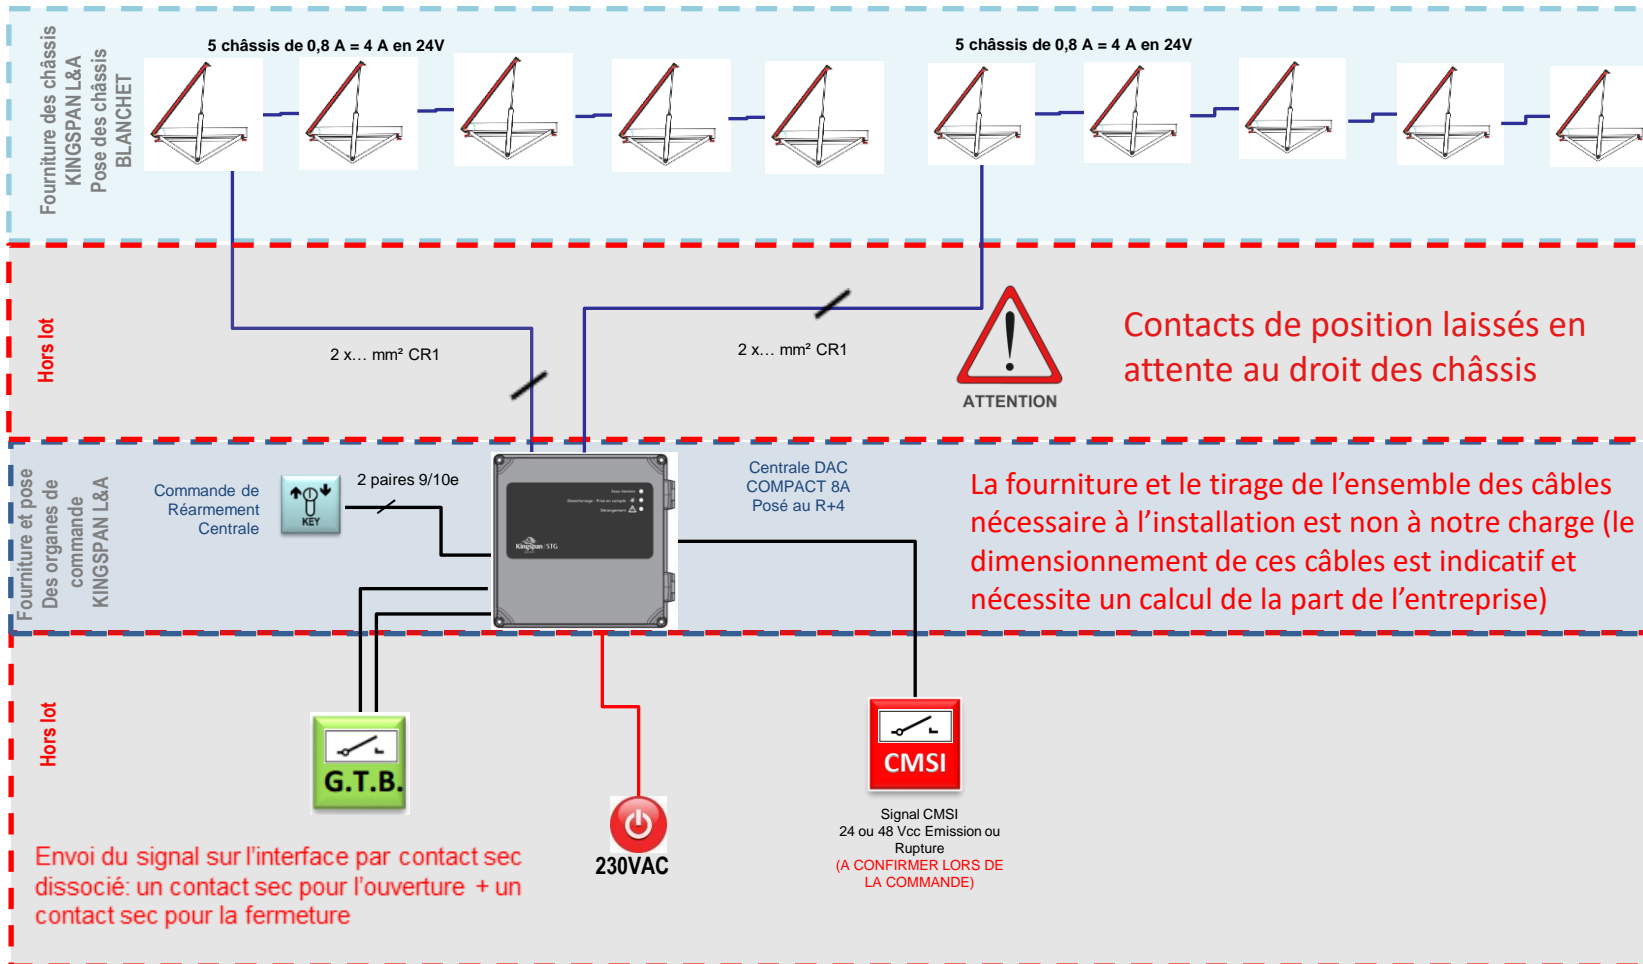 5 châssis de 0,8 A = 4 A en 24V
5 châssis de 0,8 A = 4 A en 24V
Fourniture des châssis
KINGSPAN L&A
Pose des châssis
BLANCHET
Hors lot
2 x... mm² CR1
2 x... mm² CR1
ATTENTION
Contacts de position laissés en
attente au droit des châssis
Fourniture et pose
Des organes de
commande
KINGSPAN L&A
Commande de
Réarmement
Centrale
KEY
2 paires 9/10e
Sous tension
Dérangement
Kingspan STG
Centrale DAC
COMPACT 8A
Posé au R+4
La fourniture et le tirage de l'ensemble des câbles
nécessaire à l'installation est non à notre charge (le
dimensionnement de ces câbles est indicatif et
nécessite un calcul de la part de l'entreprise)
Hors lot
G.T.B.
230VAC
CMSI
Signal CMSI
24 ou 48 Vcc Emission ou
Rupture
(A CONFIRMER LORS DE
LA COMMANDE)
Envoi du signal sur l'interface par contact sec
dissocié: un contact sec pour l'ouverture + un
contact sec pour la fermeture